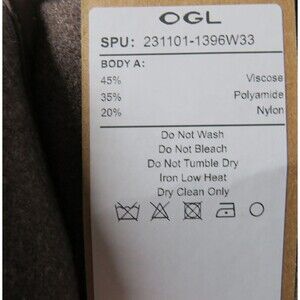 OGL
SPU: 231101-1396W33
BODY A:
45% Viscose
35% Polyamide
20% Nylon
Do Not Wash
Do Not Bleach
Do Not Tumble Dry
Iron Low Heat
Dry Clean Only